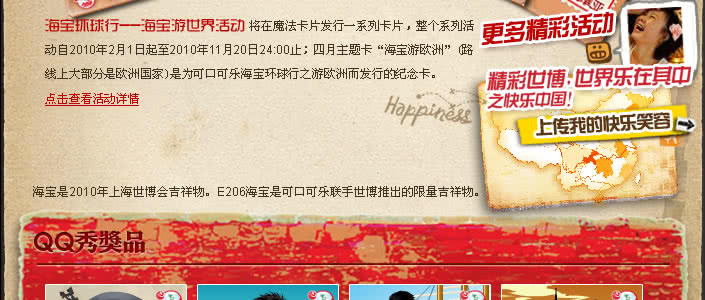 海宝环球行——海宝游世界活动 将在魔法卡片发行一系列卡片，整个系列活
动自2010年2月1日起至2010年11月20日24:00止；四月主题卡“海宝游欧洲”(路
线上大部分是欧洲国家)是为可口可乐海宝环球行之游欧洲而发行的纪念卡。
点击查看活动详情
Happiness
更多精彩活动
精彩世博，世界乐在其中
之快乐中国!
上传我的快乐笑容
海宝是2010年上海世博会吉祥物。E206海宝是可口可乐联手世博推出的限量吉祥物。
QQ秀獎品